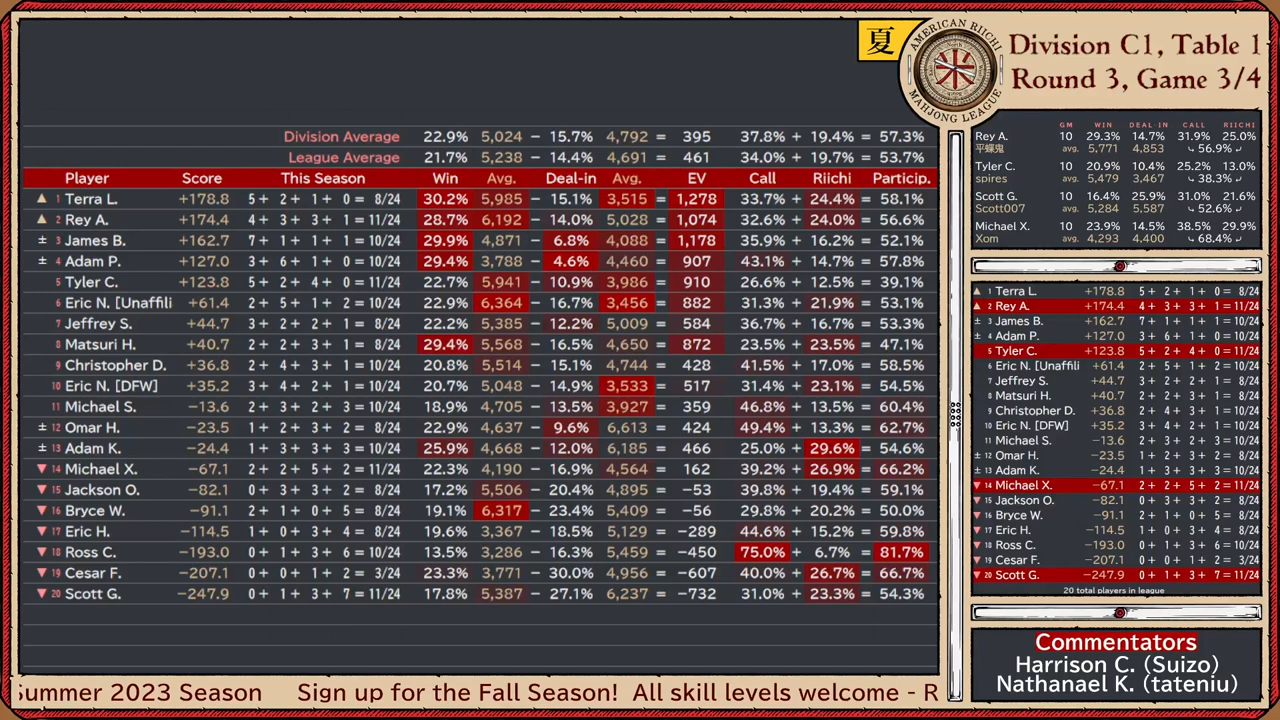 夏
AMERICAN RIICHI MAHJONG LEAGUE
Division C1, Table 1
Round 3, Game 3/4
Division Average 22.9% 5,024 − 15.7% 4,792 = 395 37.8% + 19.4% = 57.3%
League Average 21.7% 5,238 − 14.4% 4,691 = 461 34.0% + 19.7% = 53.7%
Player Score This Season Win Avg. Deal-in Avg. EV Call Riichi Particip.
▲ 1 Terra L. +178.8 5+ 2+ 1+ 0= 8/24 30.2% 5,985 − 15.1% 3,515 = 1,278 33.7% + 24.4% = 58.1%
▲ 2 Rey A. +174.4 4+ 3+ 3+ 1=11/24 28.7% 6,192 − 14.0% 5,028 = 1,074 32.6% + 24.0% = 56.6%
± 3 James B. +162.7 7+ 1+ 1+ 1=10/24 29.9% 4,871 − 6.8% 4,088 = 1,178 35.9% + 16.2% = 52.1%
± 4 Adam P. +127.0 3+ 6+ 1+ 0=10/24 29.4% 3,788 − 4.6% 4,460 = 907 43.1% + 14.7% = 57.8%
5 Tyler C. +123.8 5+ 2+ 4+ 0=11/24 22.7% 5,941 − 10.9% 3,986 = 910 26.6% + 12.5% = 39.1%
6 Eric N. [Unaffili +61.4 2+ 5+ 1+ 2=10/24 22.9% 6,364 − 16.7% 3,456 = 882 31.3% + 21.9% = 53.1%
7 Jeffrey S. +44.7 3+ 2+ 2+ 1= 8/24 22.2% 5,385 − 12.2% 5,009 = 584 36.7% + 16.7% = 53.3%
8 Matsuri H. +40.7 2+ 2+ 3+ 1= 8/24 29.4% 5,568 − 16.5% 4,650 = 872 23.5% + 23.5% = 47.1%
9 Christopher D. +36.8 2+ 4+ 3+ 1=10/24 20.8% 5,514 − 15.1% 4,744 = 428 41.5% + 17.0% = 58.5%
10 Eric N. [DFW] +35.2 3+ 4+ 2+ 1=10/24 20.7% 5,048 − 14.9% 3,533 = 517 31.4% + 23.1% = 54.5%
11 Michael S. −13.6 2+ 3+ 2+ 3=10/24 18.9% 4,705 − 13.5% 3,927 = 359 46.8% + 13.5% = 60.4%
± 12 Omar H. −23.5 1+ 2+ 3+ 2= 8/24 22.9% 4,637 − 9.6% 6,613 = 424 49.4% + 13.3% = 62.7%
± 13 Adam K. −24.4 1+ 3+ 3+ 3=10/24 25.9% 4,668 − 12.0% 6,185 = 466 25.0% + 29.6% = 54.6%
▼ 14 Michael X. −67.1 2+ 2+ 5+ 2=11/24 22.3% 4,190 − 16.9% 4,564 = 162 39.2% + 26.9% = 66.2%
▼ 15 Jackson O. −82.1 0+ 3+ 3+ 2= 8/24 17.2% 5,506 − 20.4% 4,895 = −53 39.8% + 19.4% = 59.1%
▼ 16 Bryce W. −91.1 2+ 1+ 0+ 5= 8/24 19.1% 6,317 − 23.4% 5,409 = −56 29.8% + 20.2% = 50.0%
▼ 17 Eric H. −114.5 0+ 1+ 3+ 4= 8/24 19.6% 3,367 − 18.5% 5,129 = −289 44.6% + 15.2% = 59.8%
▼ 18 Ross C. −193.0 0+ 1+ 3+ 6=10/24 13.5% 3,286 − 16.3% 5,459 = −450 75.0% + 6.7% = 81.7%
▼ 19 Cesar F. −207.1 0+ 0+ 1+ 2= 3/24 23.3% 3,771 − 30.0% 4,956 = −607 40.0% + 26.7% = 66.7%
▼ 20 Scott G. −247.9 0+ 1+ 3+ 7=11/24 17.8% 5,387 − 27.1% 6,237 = −732 31.0% + 23.3% = 54.3%
Summer 2023 Season Sign up for the Fall Season! All skill levels welcome - R
GM WIN DEAL-IN CALL RIICHI
Rey A. 10 29.3% 14.7% 31.9% 25.0%
平蝶鬼 avg. 5,771 4,853 ⤷ 56.9% ⤶
Tyler C. 10 20.9% 10.4% 25.2% 13.0%
spires avg. 5,479 3,467 ⤷ 38.3% ⤶
Scott G. 10 16.4% 25.9% 31.0% 21.6%
Scott007 avg. 5,284 5,587 ⤷ 52.6% ⤶
Michael X. 10 23.9% 14.5% 38.5% 29.9%
Xom avg. 4,293 4,400 ⤷ 68.4% ⤶
▲ 1 Terra L. +178.8 5+ 2+ 1+ 0= 8/24
▲ 2 Rey A. +174.4 4+ 3+ 3+ 1=11/24
± 3 James B. +162.7 7+ 1+ 1+ 1=10/24
± 4 Adam P. +127.0 3+ 6+ 1+ 0=10/24
5 Tyler C. +123.8 5+ 2+ 4+ 0=11/24
6 Eric N. [Unaffili +61.4 2+ 5+ 1+ 2=10/24
7 Jeffrey S. +44.7 3+ 2+ 2+ 1= 8/24
8 Matsuri H. +40.7 2+ 2+ 3+ 1= 8/24
9 Christopher D. +36.8 2+ 4+ 3+ 1=10/24
10 Eric N. [DFW] +35.2 3+ 4+ 2+ 1=10/24
11 Michael S. −13.6 2+ 3+ 2+ 3=10/24
± 12 Omar H. −23.5 1+ 2+ 3+ 2= 8/24
± 13 Adam K. −24.4 1+ 3+ 3+ 3=10/24
▼ 14 Michael X. −67.1 2+ 2+ 5+ 2=11/24
▼ 15 Jackson O. −82.1 0+ 3+ 3+ 2= 8/24
▼ 16 Bryce W. −91.1 2+ 1+ 0+ 5= 8/24
▼ 17 Eric H. −114.5 0+ 1+ 3+ 4= 8/24
▼ 18 Ross C. −193.0 0+ 1+ 3+ 6=10/24
▼ 19 Cesar F. −207.1 0+ 0+ 1+ 2= 3/24
▼ 20 Scott G. −247.9 0+ 1+ 3+ 7=11/24
20 total players in league
Commentators
Harrison C. (Suizo)
Nathanael K. (tateniu)